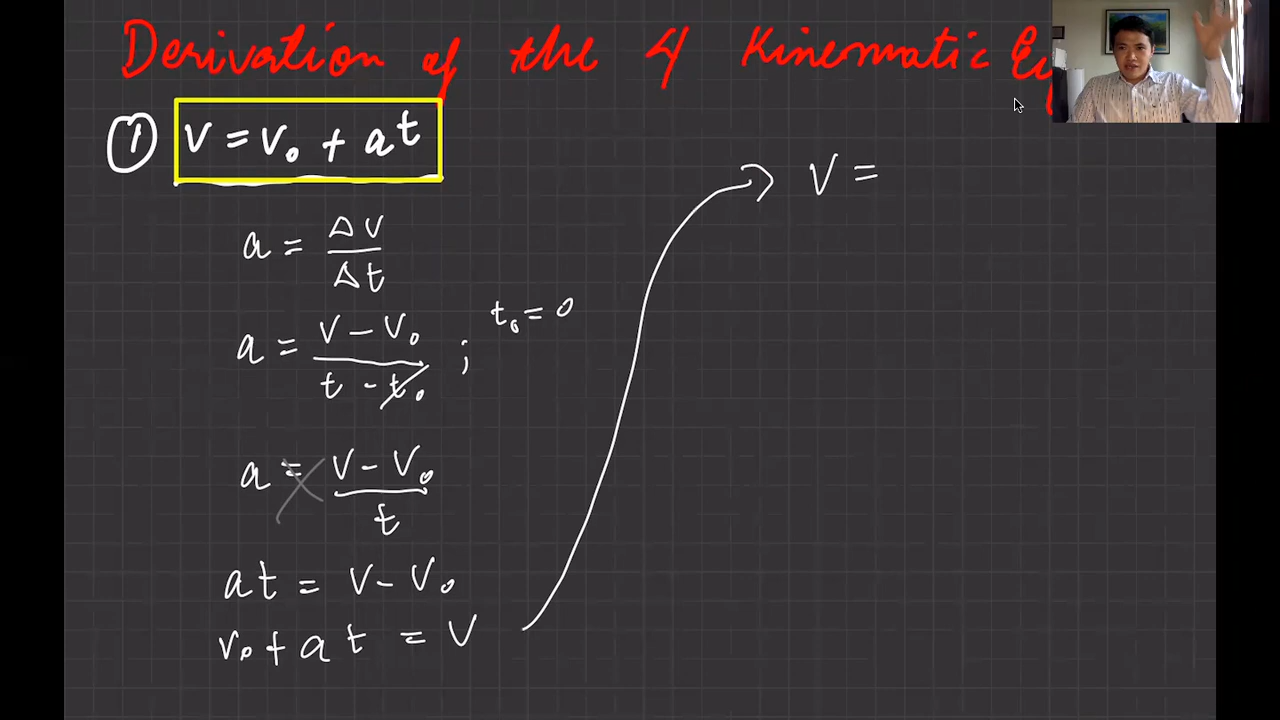 Derivation of the 4 Kinematic
① v = v₀ + at
a = Δv/Δt
a = (v - v₀)/(t - t₀) ; t₀ = 0
a = (v - v₀)/t
at = v - v₀
v₀ + at = v
v =